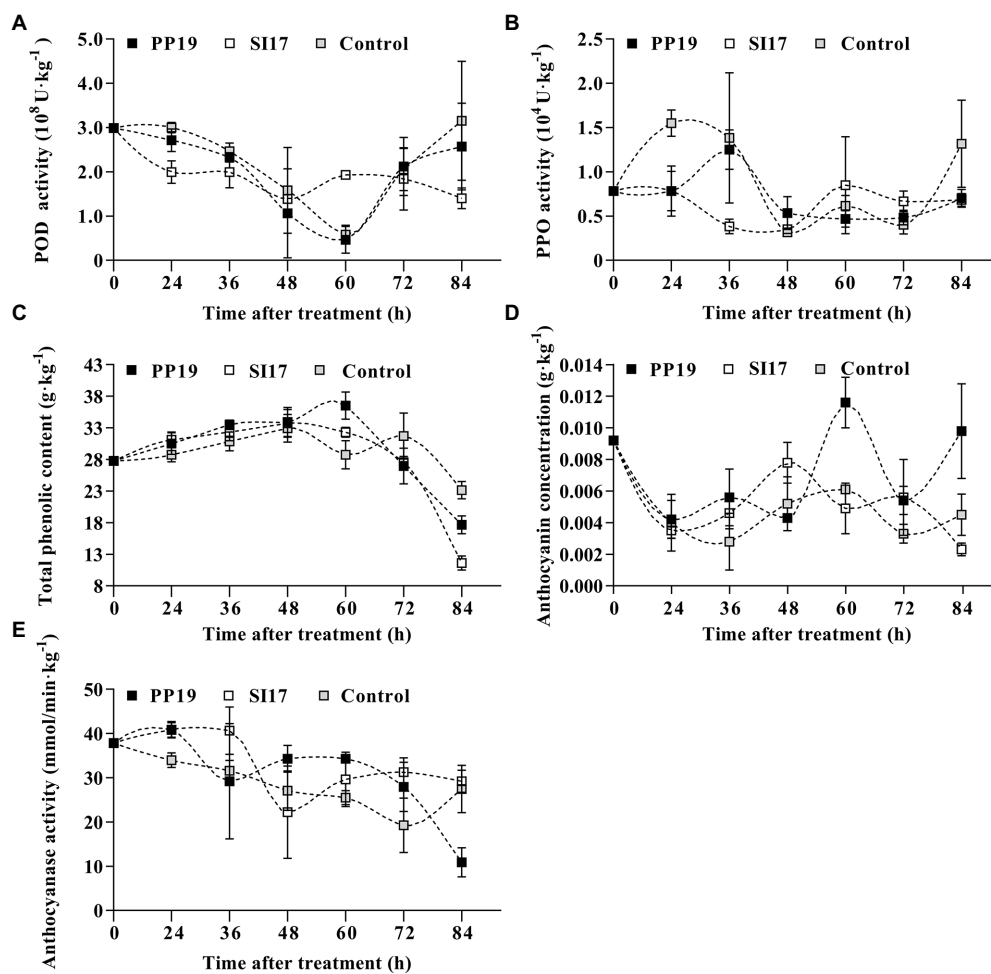 A
PP19 SI17 Control
POD activity (10⁸ U·kg⁻¹)
5.0
4.0
3.0
2.0
1.0
0
0 24 36 48 60 72 84
Time after treatment (h)
B
PP19 SI17 Control
PPO activity (10⁴ U·kg⁻¹)
2.5
2.0
1.5
1.0
0.5
0
0 24 36 48 60 72 84
Time after treatment (h)
C
PP19 SI17 Control
Total phenolic content (g·kg⁻¹)
43
38
33
28
23
18
13
8
0 24 36 48 60 72 84
Time after treatment (h)
D
PP19 SI17 Control
Anthocyanin concentration (g·kg⁻¹)
0.014
0.012
0.010
0.008
0.006
0.004
0.002
0.000
0 24 36 48 60 72 84
Time after treatment (h)
E
PP19 SI17 Control
Anthocyanase activity (mmol/min·kg⁻¹)
50
40
30
20
10
0
0 24 36 48 60 72 84
Time after treatment (h)